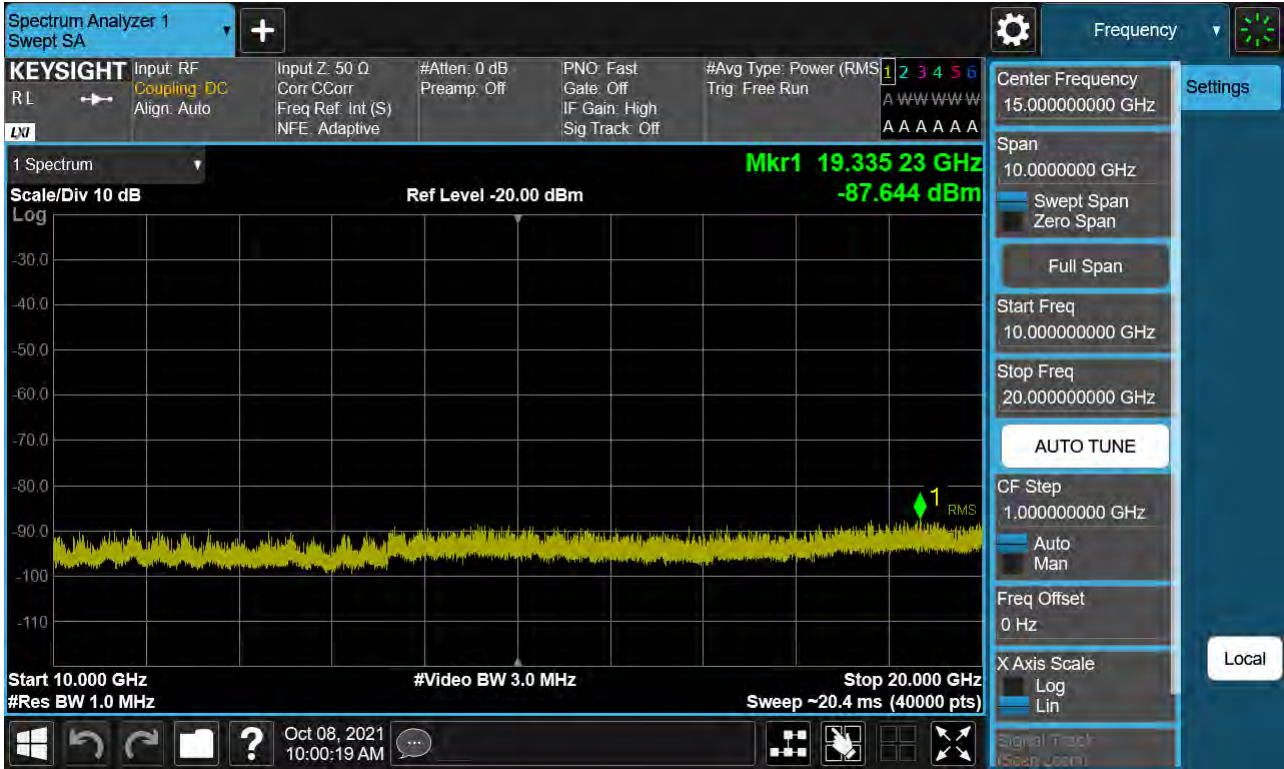 Spectrum Analyzer 1
Swept SA
Frequency
KEYSIGHT
R L
LXI
Input: RF
Coupling: DC
Align: Auto
Input Z: 50 Ω
Corr CCorr
Freq Ref: Int (S)
NFE: Adaptive
#Atten: 0 dB
Preamp: Off
PNO: Fast
Gate: Off
IF Gain: High
Sig Track: Off
#Avg Type: Power (RMS
Trig: Free Run
1 2 3 4 5 6
A W W W W W
A A A A A A
1 Spectrum
Mkr1 19.335 23 GHz
-87.644 dBm
Scale/Div 10 dB
Ref Level -20.00 dBm
Log
-30.0
-40.0
-50.0
-60.0
-70.0
-80.0
-90.0
-100
-110
1
RMS
Start 10.000 GHz
#Video BW 3.0 MHz
Stop 20.000 GHz
#Res BW 1.0 MHz
Sweep ~20.4 ms (40000 pts)
Center Frequency
15.000000000 GHz
Settings
Span
10.0000000 GHz
Swept Span
Zero Span
Full Span
Start Freq
10.000000000 GHz
Stop Freq
20.000000000 GHz
AUTO TUNE
CF Step
1.000000000 GHz
Auto
Man
Freq Offset
0 Hz
X Axis Scale
Log
Lin
Signal Track
(Span Zoom)
Local
?
Oct 08, 2021
10:00:19 AM